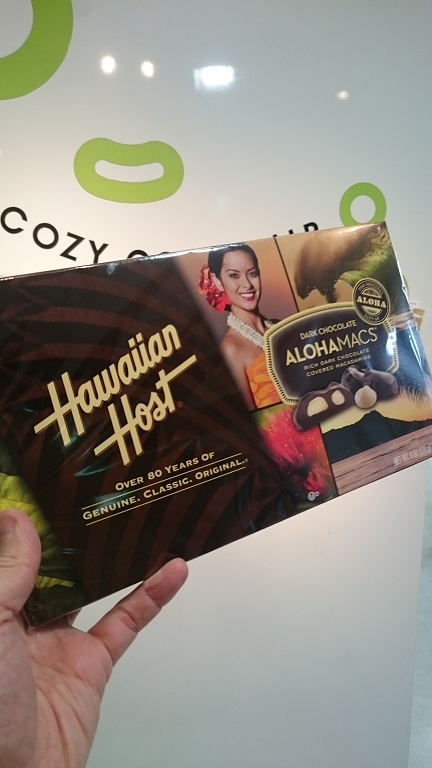 COZY
Hawaiian
Host
OVER 80 YEARS OF
GENUINE. CLASSIC. ORIGINAL.®
ALOHA
DARK CHOCOLATE
ALOHAMACS
RICH DARK CHOCOLATE
COVERED MACADAMIAS